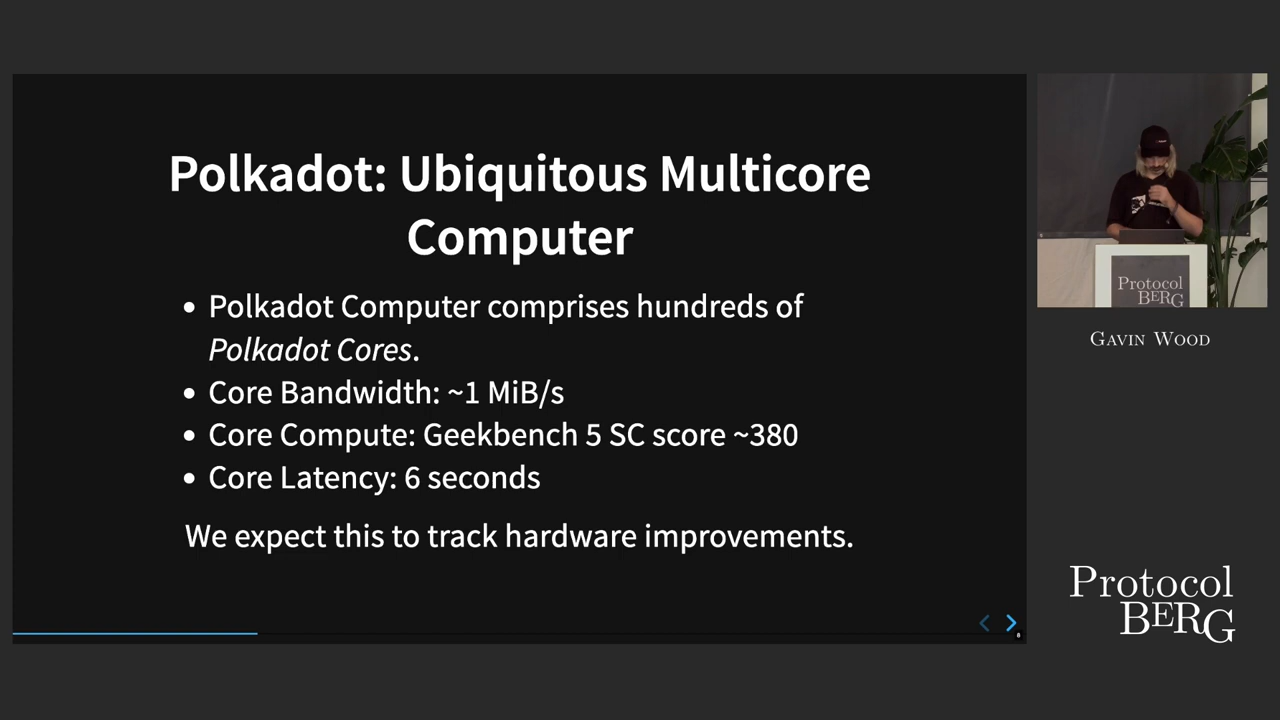 Polkadot: Ubiquitous Multicore
Computer
• Polkadot Computer comprises hundreds of
Polkadot Cores.
• Core Bandwidth: ~1 MiB/s
• Core Compute: Geekbench 5 SC score ~380
• Core Latency: 6 seconds
We expect this to track hardware improvements.
8
Protocol
BERG
GAVIN WOOD
Protocol
BERG